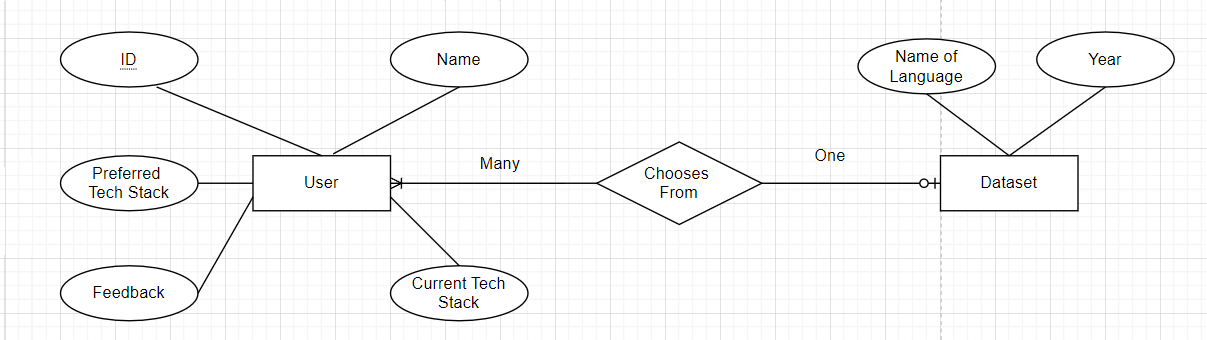 ID
Name
Name of
Language
Year
Many
One
Preferred
Tech Stack
User
Chooses
From
Dataset
Feedback
Current Tech
Stack